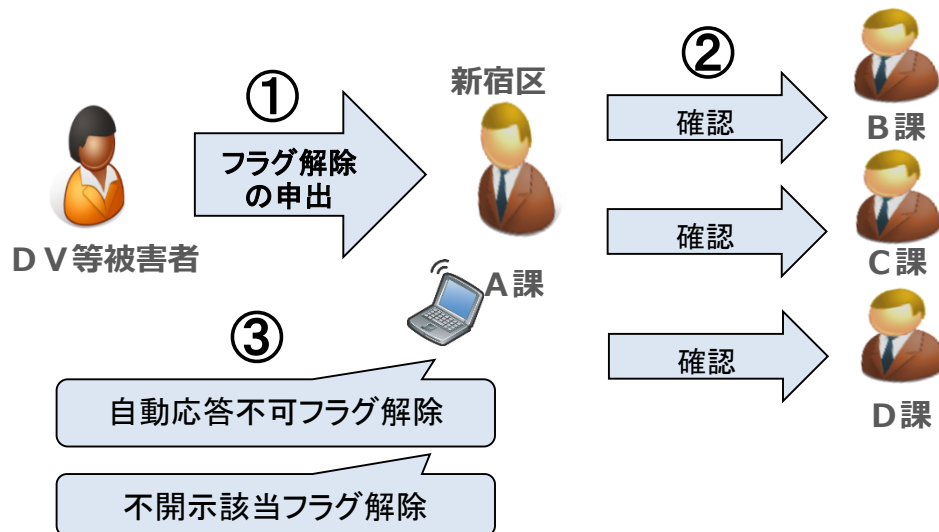 ①
フラグ解除
の申出
DV等被害者
新宿区
A課
②
確認
B課
確認
C課
確認
D課
③
自動応答不可フラグ解除
不開示該当フラグ解除